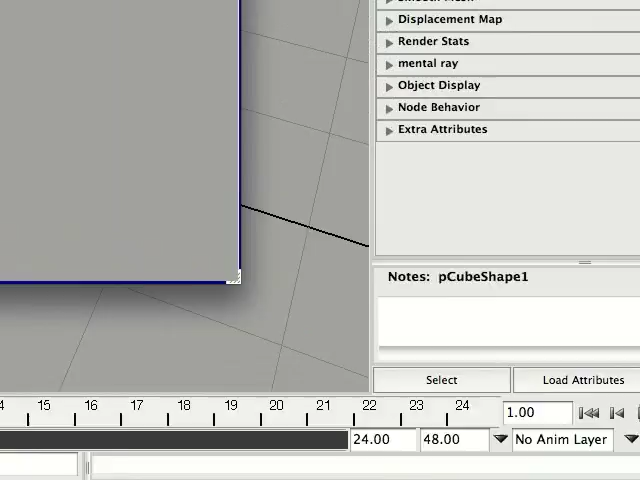 Displacement Map
Render Stats
mental ray
Object Display
Node Behavior
Extra Attributes
Notes: pCubeShape1
Select
Load Attributes
15 16 17 18 19 20 21 22 23 24
1.00
24.00
48.00
No Anim Layer